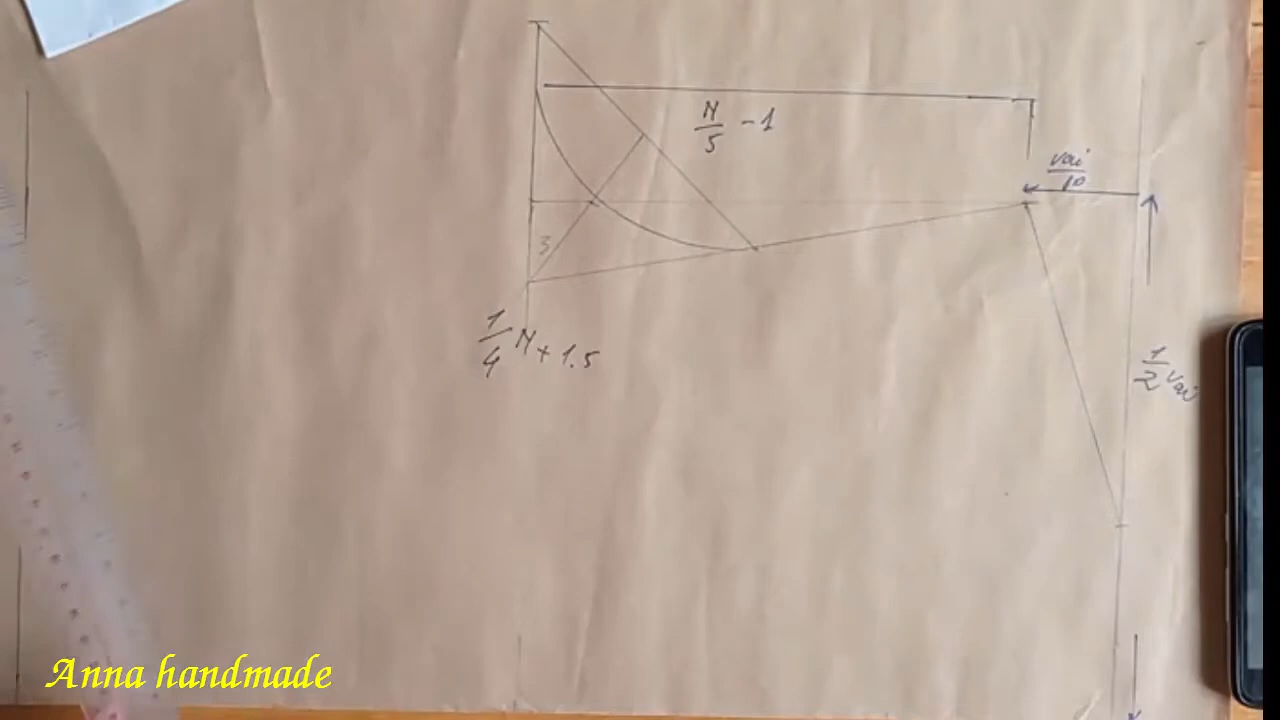 N/5 - 1
vai/10
3
1/4 N + 1.5
1/2 vai
Anna handmade